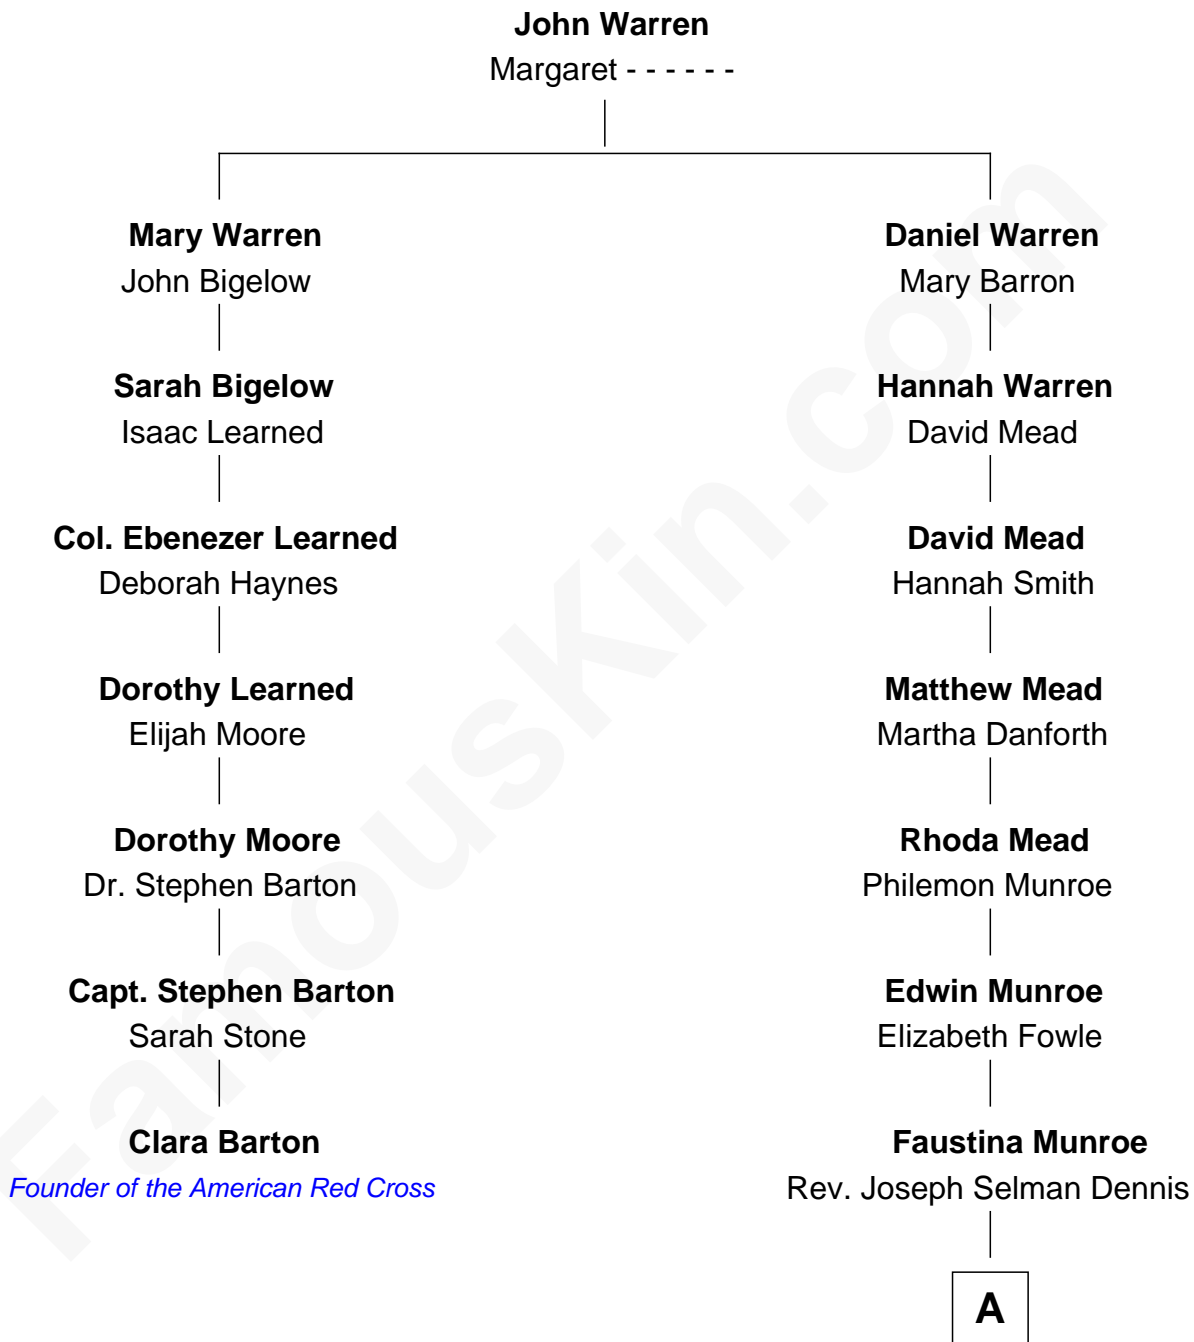 John Warren
Margaret - - - - - -
Mary Warren
John Bigelow
Daniel Warren
Mary Barron
Sarah Bigelow
Isaac Learned
Hannah Warren
David Mead
Col. Ebenezer Learned
Deborah Haynes
David Mead
Hannah Smith
Dorothy Learned
Elijah Moore
Matthew Mead
Martha Danforth
Dorothy Moore
Dr. Stephen Barton
Rhoda Mead
Philemon Munroe
Capt. Stephen Barton
Sarah Stone
Edwin Munroe
Elizabeth Fowle
Clara Barton
Founder of the American Red Cross
Faustina Munroe
Rev. Joseph Selman Dennis
A
FamousKin.com